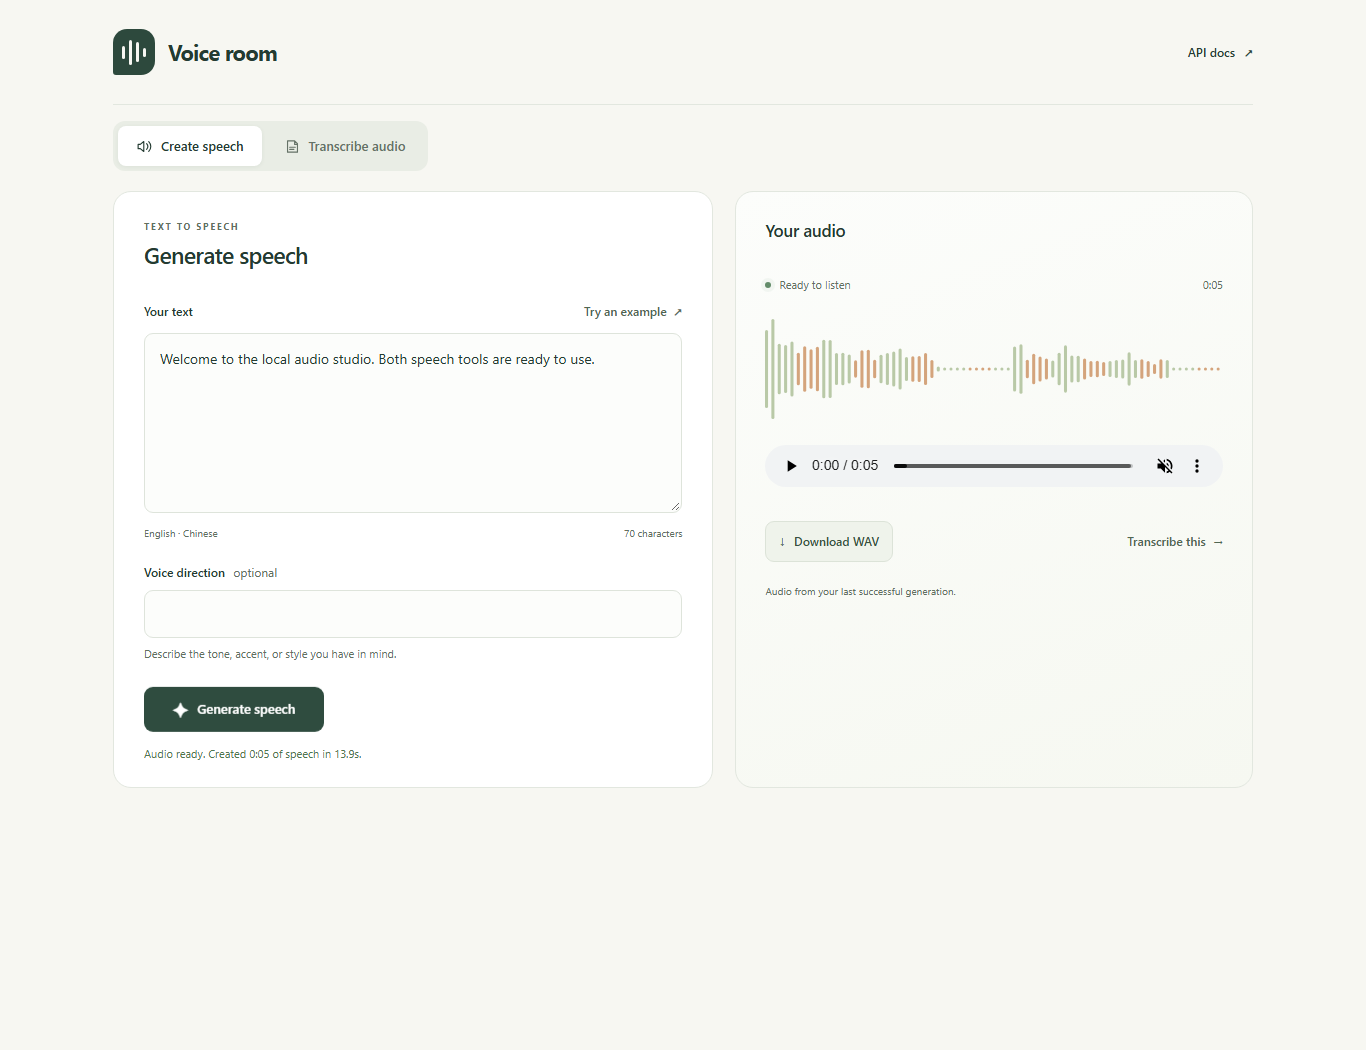 Voice room
API docs ↗
Create speech
Transcribe audio
TEXT TO SPEECH
Generate speech
Your text
Try an example ↗
Welcome to the local audio studio. Both speech tools are ready to use.
English · Chinese
70 characters
Voice direction optional
Describe the tone, accent, or style you have in mind.
Generate speech
Audio ready. Created 0:05 of speech in 13.9s.
Your audio
Ready to listen
0:05
0:00 / 0:05
↓ Download WAV
Transcribe this →
Audio from your last successful generation.